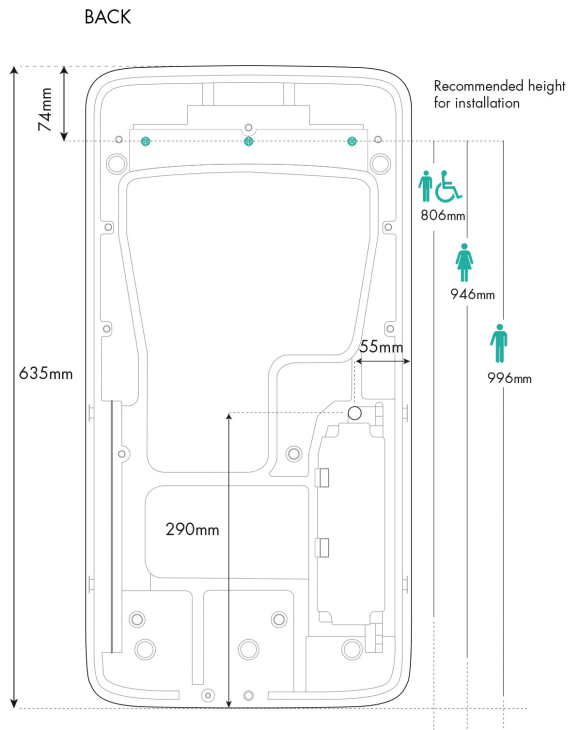 BACK
Recommended height
for installation
74mm
806mm
946mm
55mm
635mm
996mm
290mm